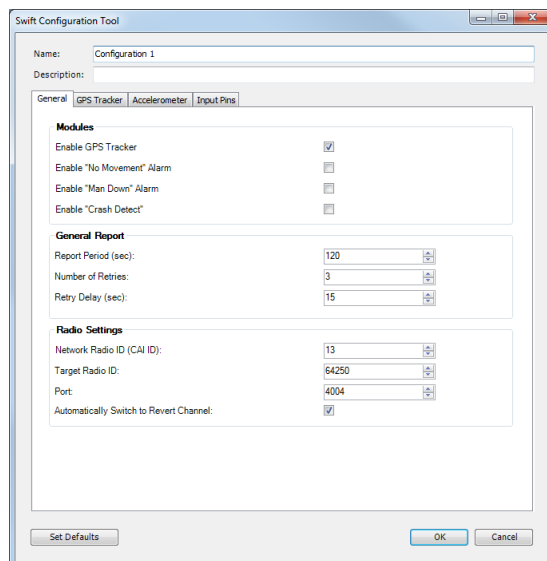 Swift Configuration Tool
Name: Configuration 1
Description:
General GPS Tracker Accelerometer Input Pins
Modules
Enable GPS Tracker
Enable "No Movement" Alarm
Enable "Man Down" Alarm
Enable "Crash Detect"
General Report
Report Period (sec): 120
Number of Retries: 3
Retry Delay (sec): 15
Radio Settings
Network Radio ID (CAI ID): 13
Target Radio ID: 64250
Port: 4004
Automatically Switch to Revert Channel:
Set Defaults OK Cancel